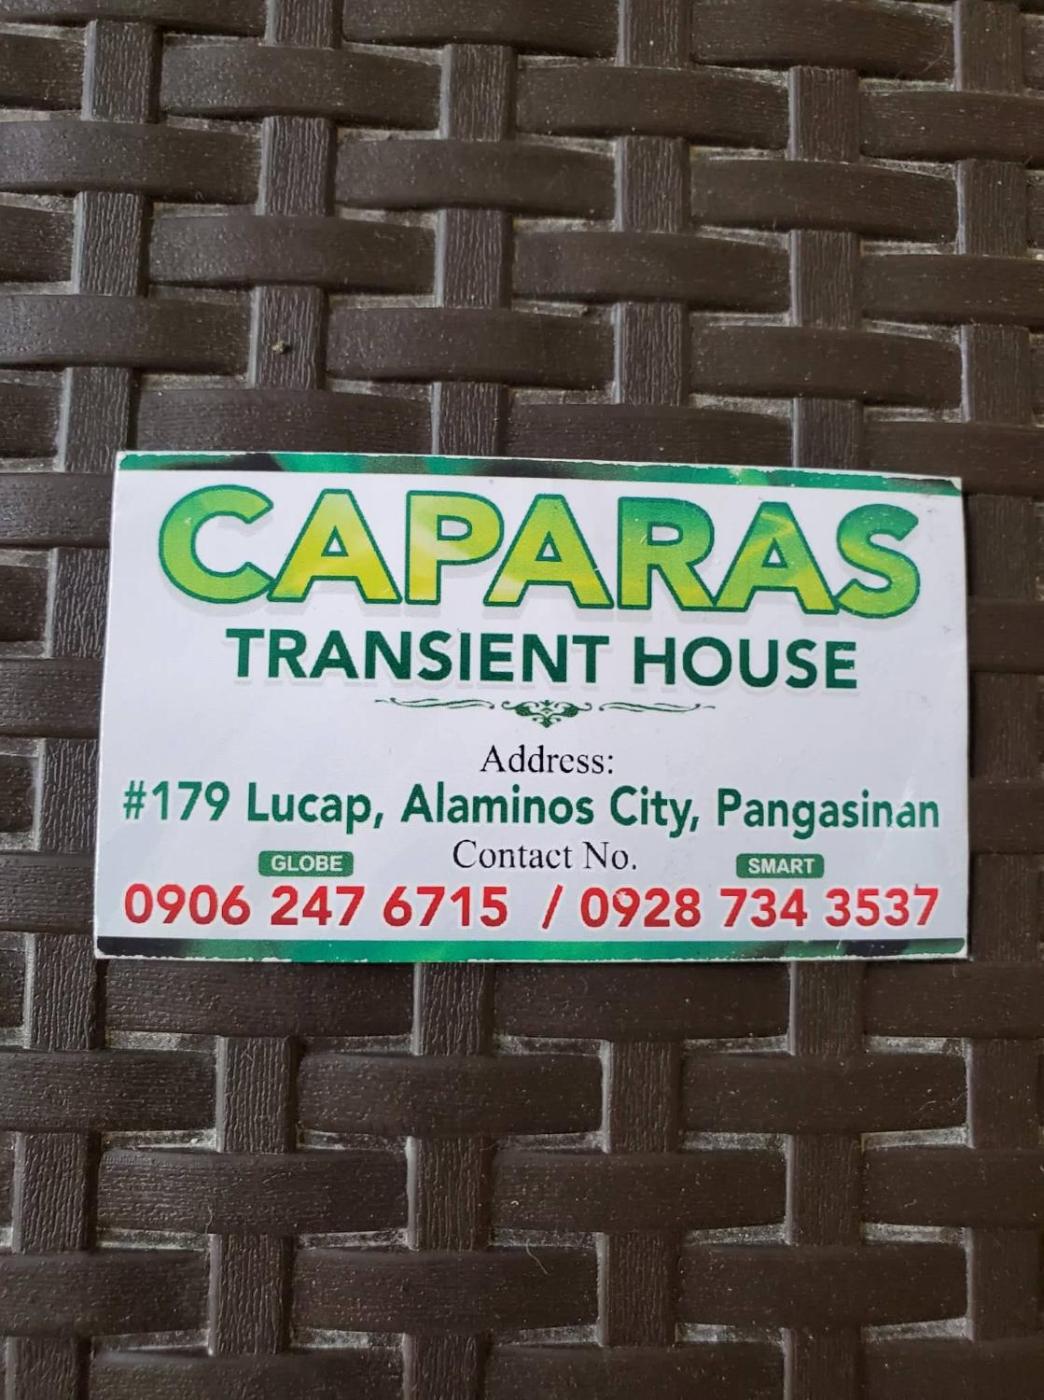 CAPARAS
TRANSIENT HOUSE
Address:
#179 Lucap, Alaminos City, Pangasinan
Contact No.
GLOBE SMART
0906 247 6715 / 0928 734 3537